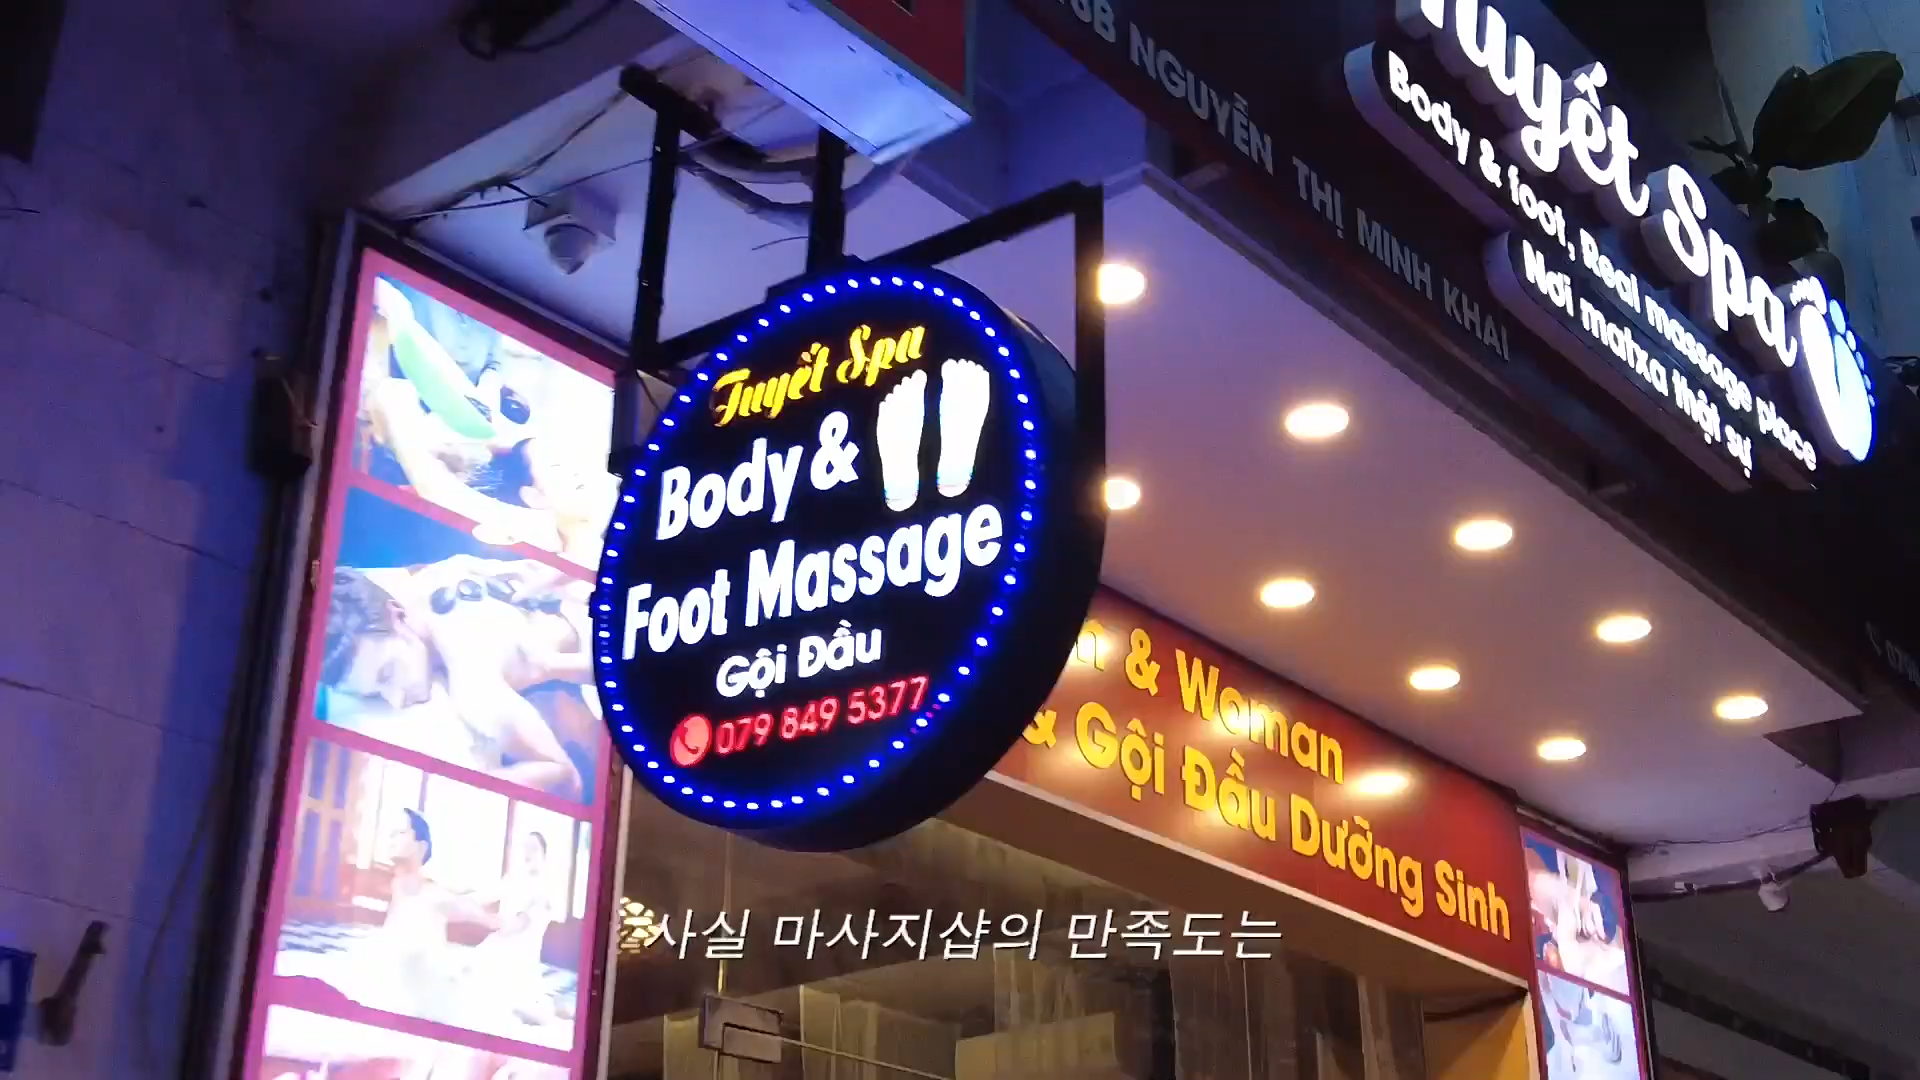 NGUYỄN THỊ MINH KHAI
Tuyết Spa
Body & foot, Real massage place
Nơi matxa thật sự
Tuyết Spa
Body &
Foot Massage
Gội Đầu
079 849 5377
& Waman
& Gội Đầu Dưỡng Sinh
사실 마사지샵의 만족도는